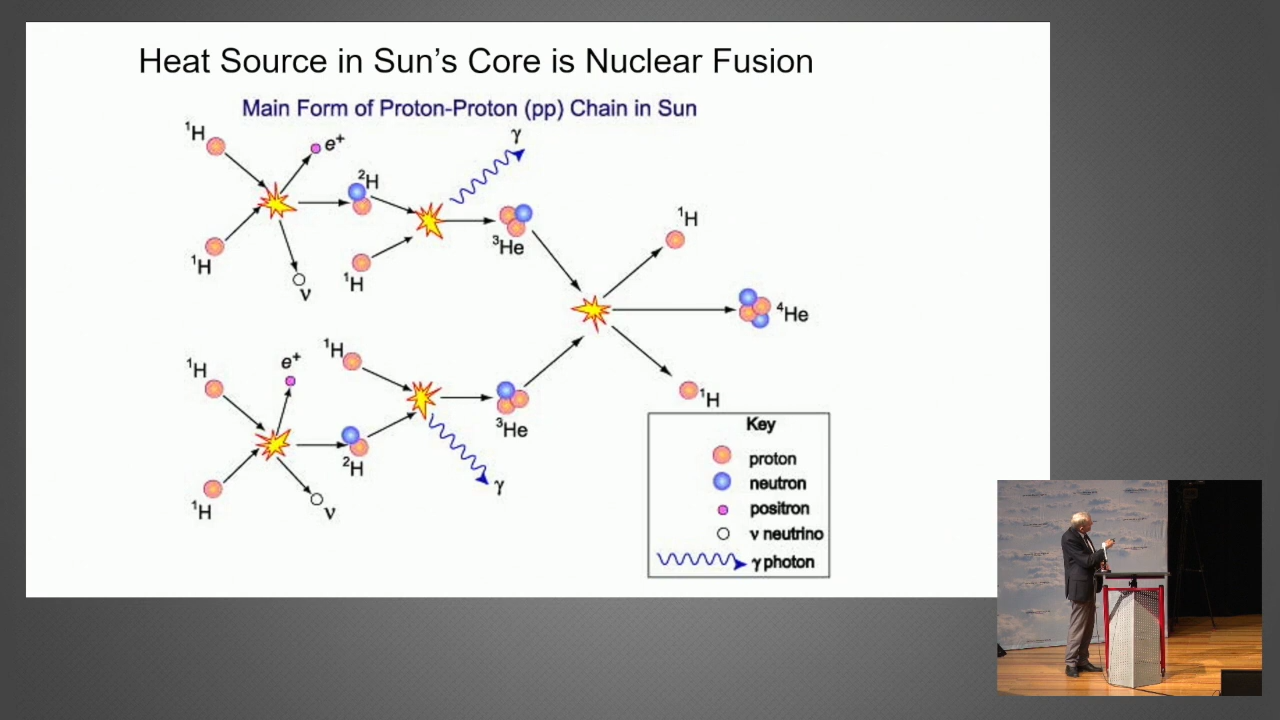 Heat Source in Sun's Core is Nuclear Fusion
Main Form of Proton-Proton (pp) Chain in Sun
¹H
e⁺
γ
²H
¹H
¹H
ν
¹H
³He
¹H
⁴He
¹H
¹H
e⁺
¹H
²H
³He
γ
¹H
ν
Key
proton
neutron
positron
ν neutrino
γ photon